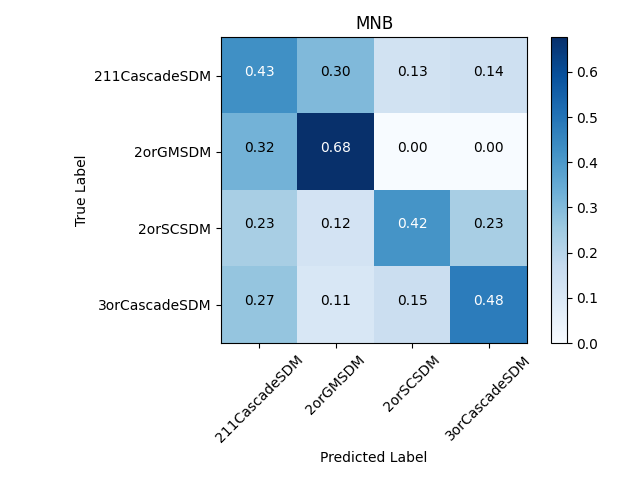 MNB
211CascadeSDM 0.43 0.30 0.13 0.14
2orGMSDM 0.32 0.68 0.00 0.00
2orSCSDM 0.23 0.12 0.42 0.23
3orCascadeSDM 0.27 0.11 0.15 0.48
True Label
211CascadeSDM 2orGMSDM 2orSCSDM 3orCascadeSDM
Predicted Label
0.6
0.5
0.4
0.3
0.2
0.1
0.0